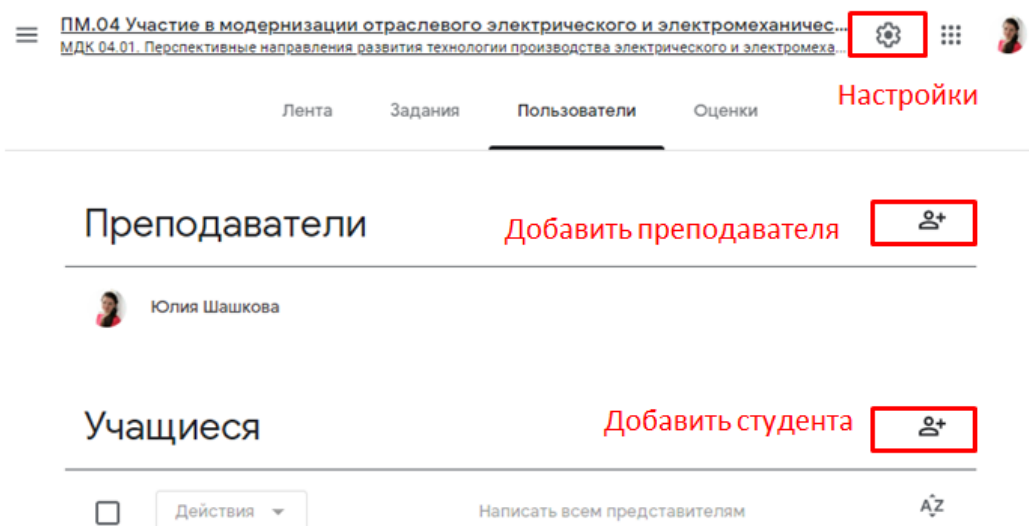 ПМ.04 Участие в модернизации отраслевого электрического и электромеханичес...
МДК 04.01. Перспективные направления развития технологии производства электрического и электромеха...
Настройки
Лента Задания Пользователи Оценки
Преподаватели
Добавить преподавателя
Юлия Шашкова
Учащиеся
Добавить студента
Действия
Написать всем представителям
AZ